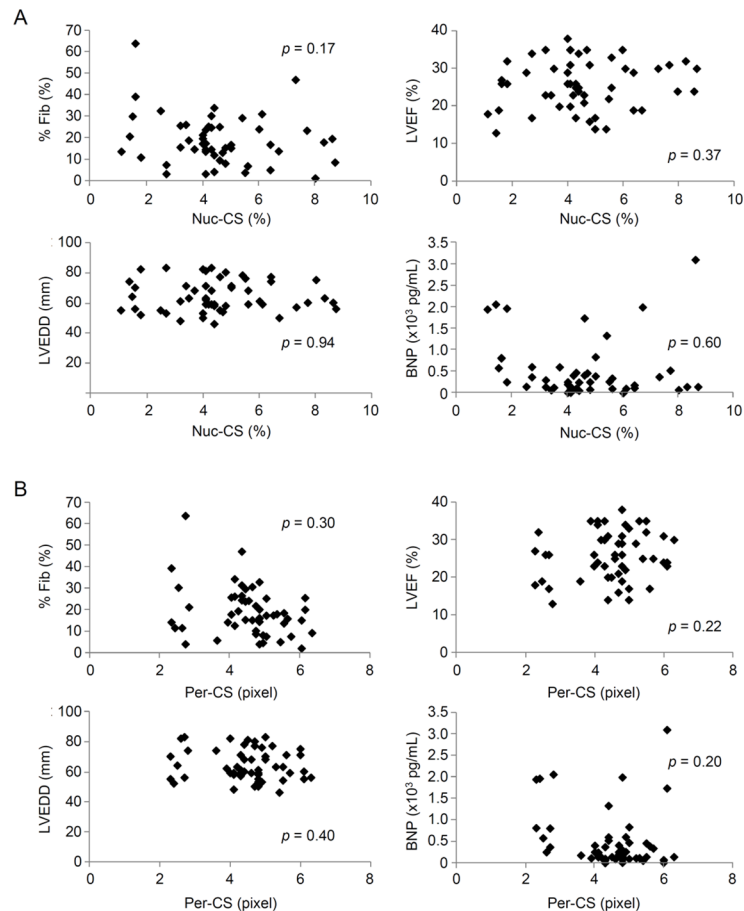 A
% Fib (%)
70
60
50
40
30
20
10
0
p = 0.17
0 2 4 6 8 10
Nuc-CS (%)
LVEF (%)
40
30
20
10
0
p = 0.37
0 2 4 6 8 10
Nuc-CS (%)
LVEDD (mm)
100
80
60
40
20
p = 0.94
0 2 4 6 8 10
Nuc-CS (%)
BNP (x10³ pg/mL)
3.5
3.0
2.5
2.0
1.5
1.0
0.5
0
p = 0.60
0 2 4 6 8 10
Nuc-CS (%)
B
% Fib (%)
70
60
50
40
30
20
10
0
p = 0.30
0 2 4 6 8
Per-CS (pixel)
LVEF (%)
40
30
20
10
0
p = 0.22
0 2 4 6 8
Per-CS (pixel)
LVEDD (mm)
100
80
60
40
20
0
p = 0.40
0 2 4 6 8
Per-CS (pixel)
BNP (x10³ pg/mL)
3.5
3.0
2.5
2.0
1.5
1.0
0.5
0
p = 0.20
0 2 4 6 8
Per-CS (pixel)